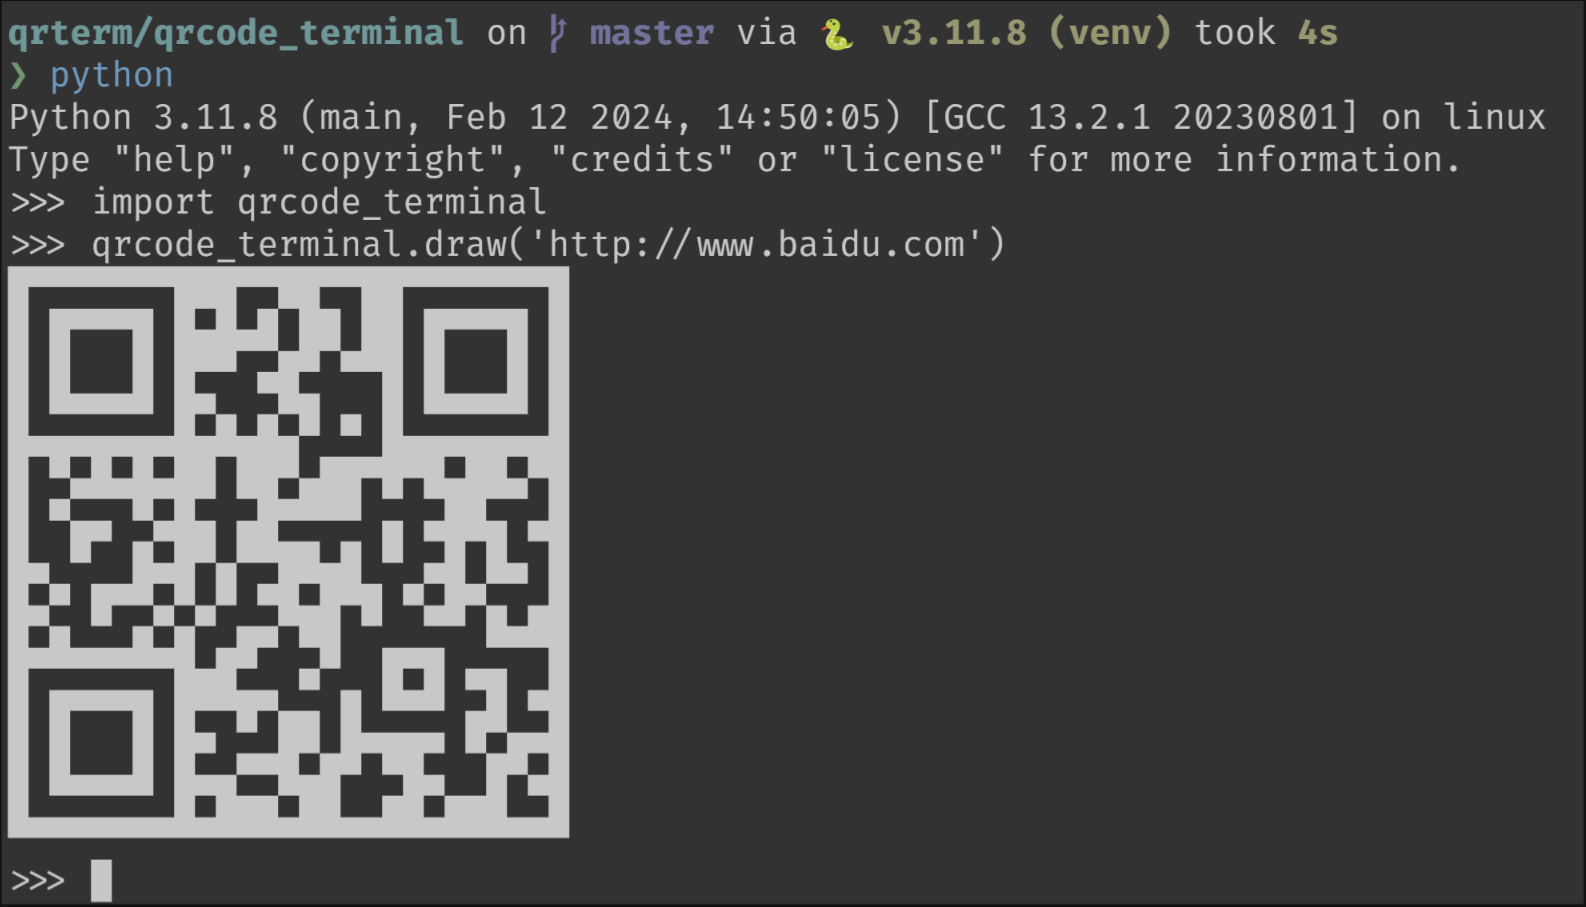 qrterm/qrcode_terminal on master via 🐍 v3.11.8 (venv) took 4s
❯ python
Python 3.11.8 (main, Feb 12 2024, 14:50:05) [GCC 13.2.1 20230801] on linux
Type "help", "copyright", "credits" or "license" for more information.
>>> import qrcode_terminal
>>> qrcode_terminal.draw('http://www.baidu.com')
>>>